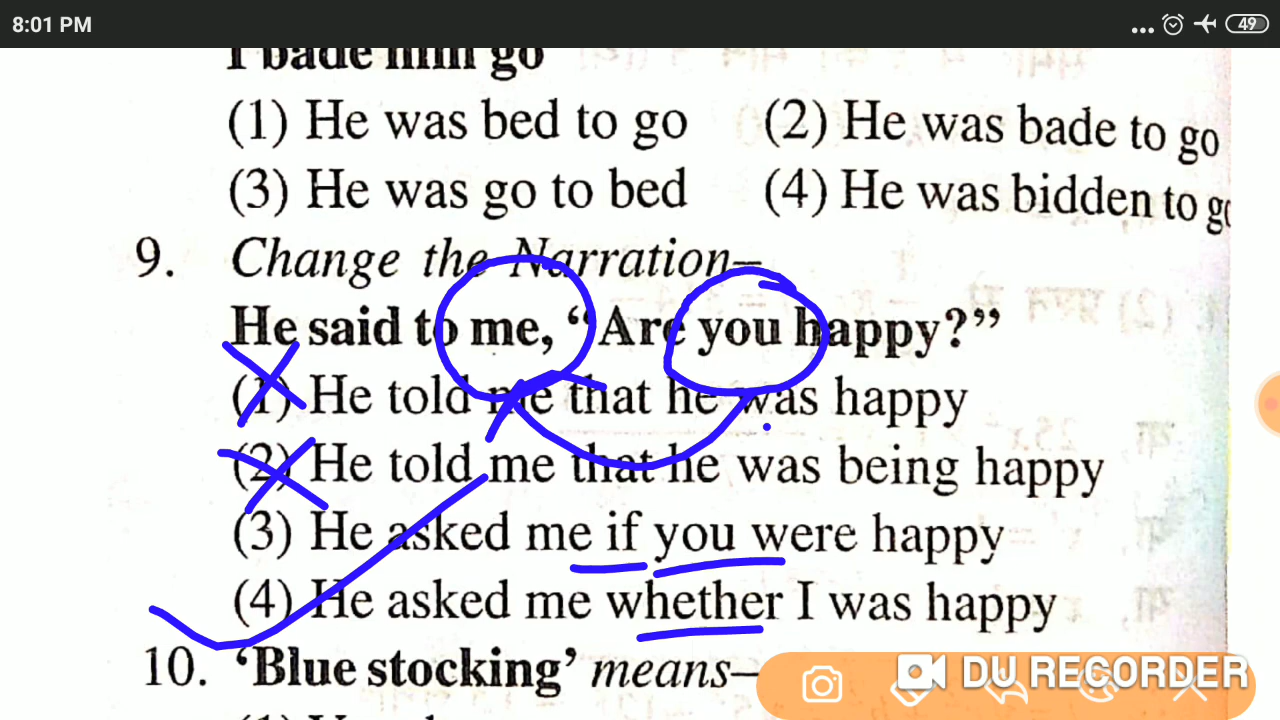 8:01 PM
49
I bade him go
(1) He was bed to go (2) He was bade to go
(3) He was go to bed (4) He was bidden to go
9. Change the Narration–
He said to me, “Are you happy?”
(1) He told me that he was happy
(2) He told me that he was being happy
(3) He asked me if you were happy
(4) He asked me whether I was happy
10. ‘Blue stocking’ means–
DU RECORDER